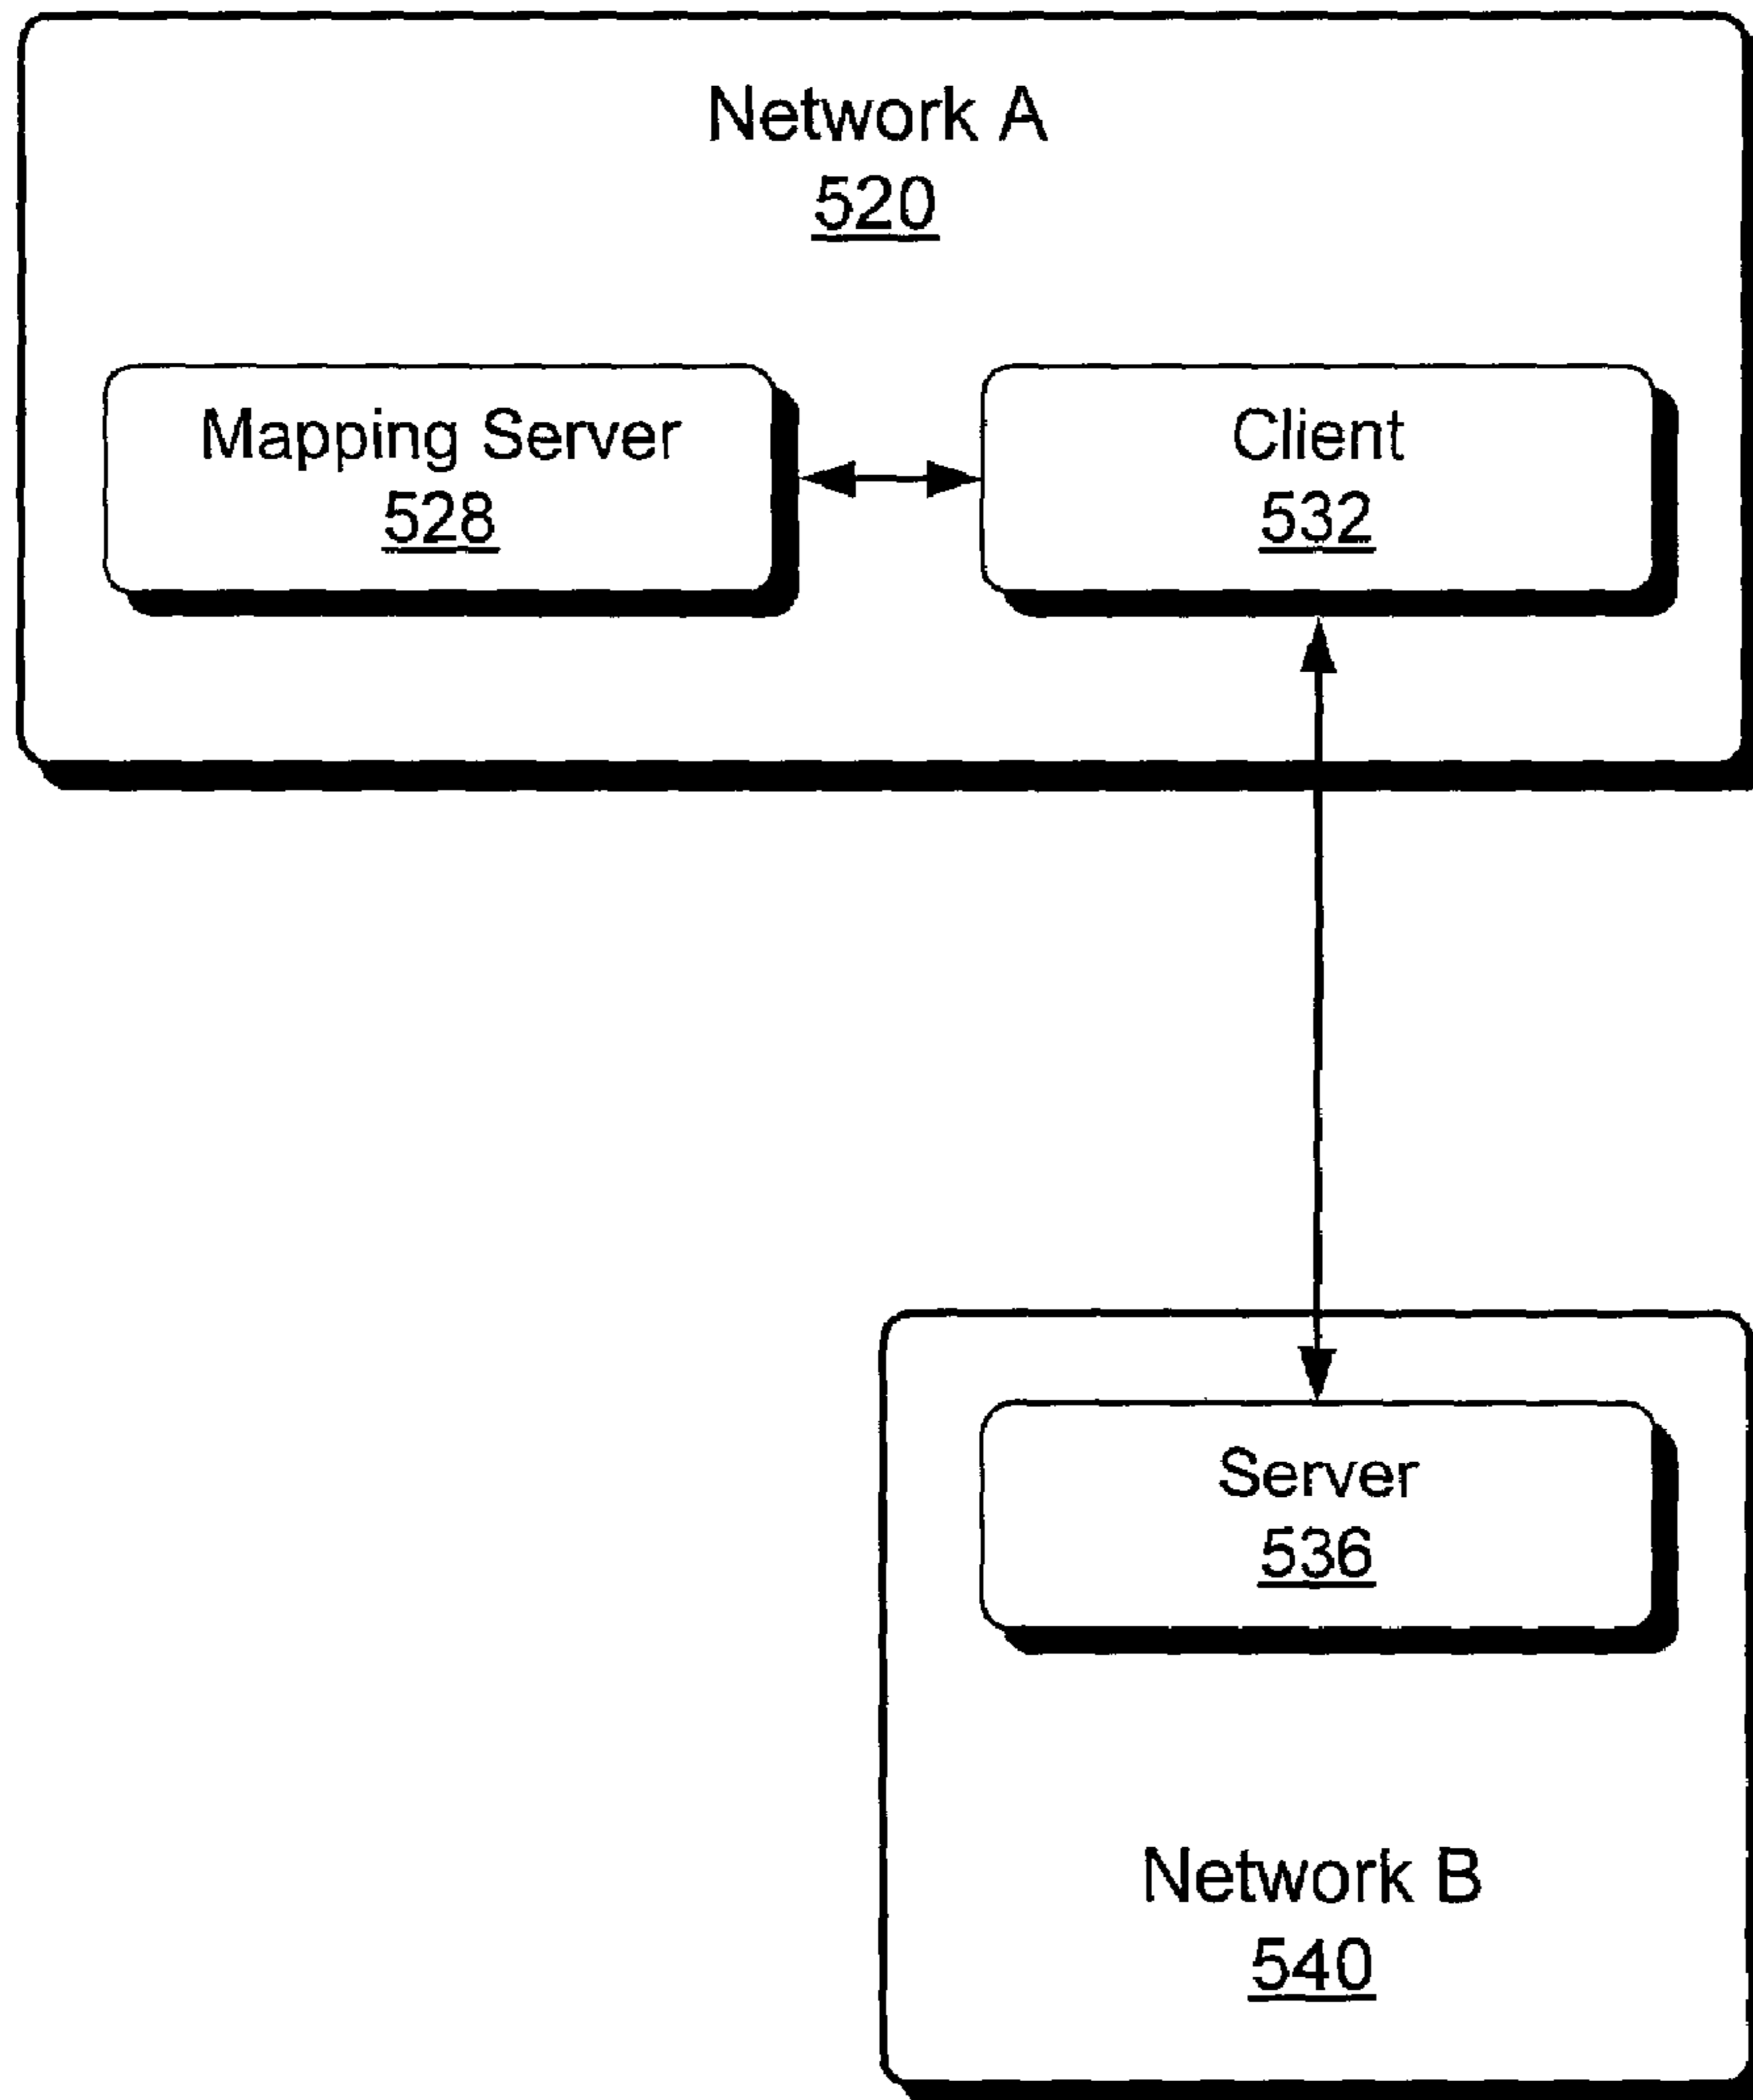 Network A
520
Mapping Server
528
Client
532
Server
536
Network B
540